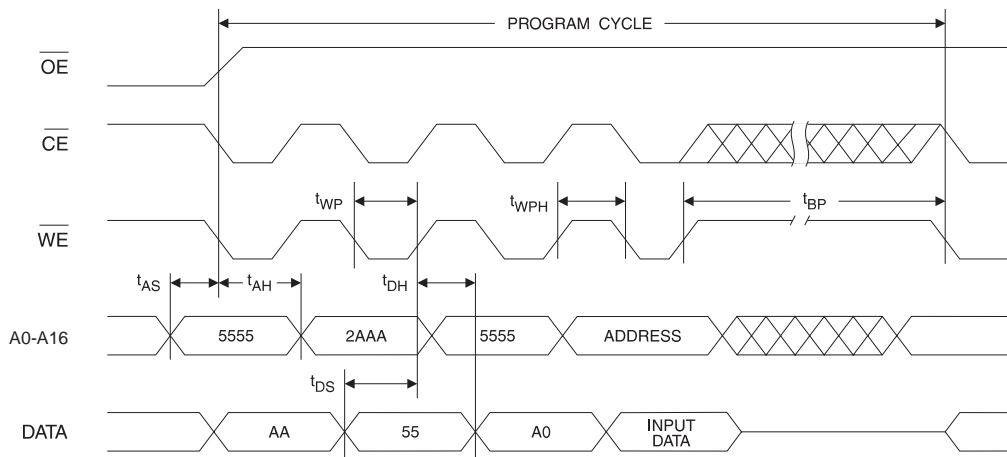 PROGRAM CYCLE
OE
CE
tWP
tWPH
tBP
WE
tAS
tAH
tDH
A0-A16
5555
2AAA
5555
ADDRESS
tDS
DATA
AA
55
A0
INPUT
DATA